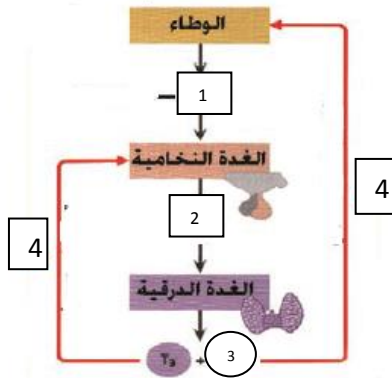 الوطاء
1
الغدة النخامية
2
4
4
الغدة الدرقية
T3 + 3